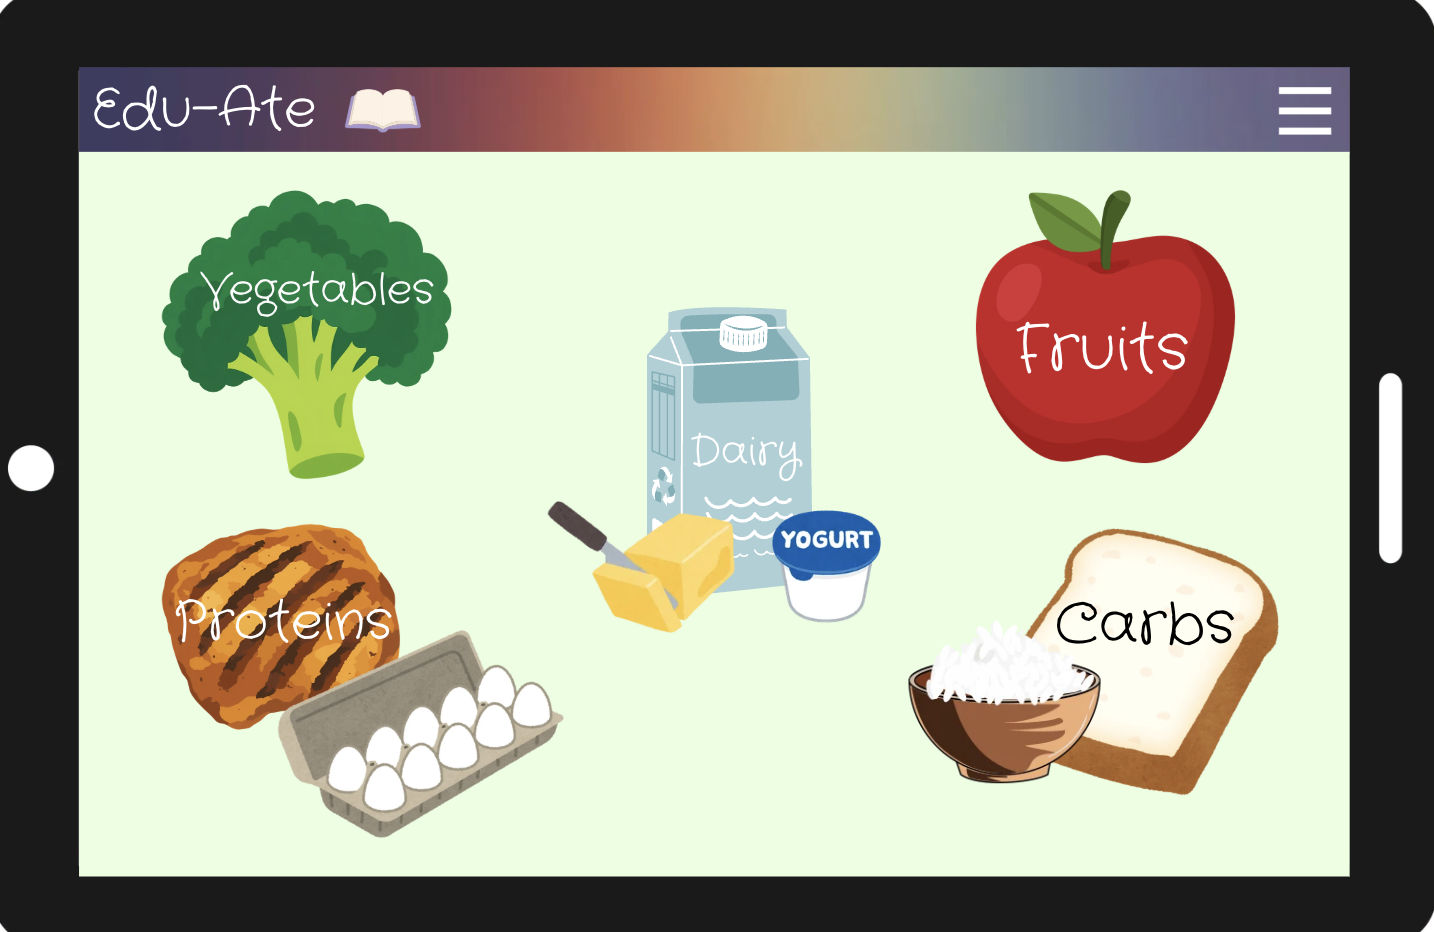 Edu-Ate
Vegetables
Fruits
Dairy
YOGURT
Proteins
Carbs